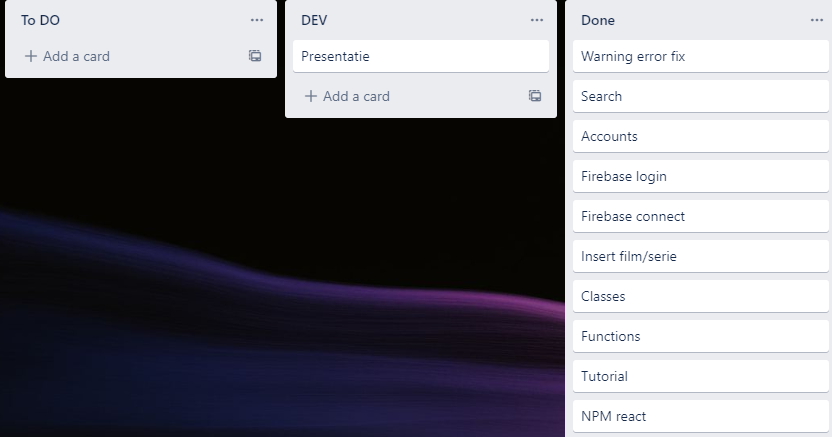 To DO
+ Add a card
DEV
Presentatie
+ Add a card
Done
Warning error fix
Search
Accounts
Firebase login
Firebase connect
Insert film/serie
Classes
Functions
Tutorial
NPM react